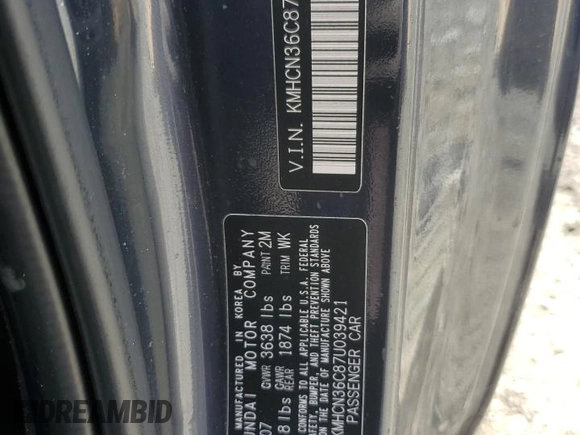 V.I.N. KMHCN36C87
MANUFACTURED IN KOREA BY
UNDAI MOTOR COMPANY
07 GVWR 3638 lbs PAINT 2M
8 lbs GAWR REAR 1874 lbs TRIM WK
CONFORMS TO ALL APPLICABLE U.S.A. FEDERAL
SAFETY, BUMPER, AND THEFT PREVENTION STANDARDS
EFFECT ON THE DATE OF MANUFACTURE SHOWN ABOVE
KMHCN36C87U039421
PASSENGER CAR
DREAMBID